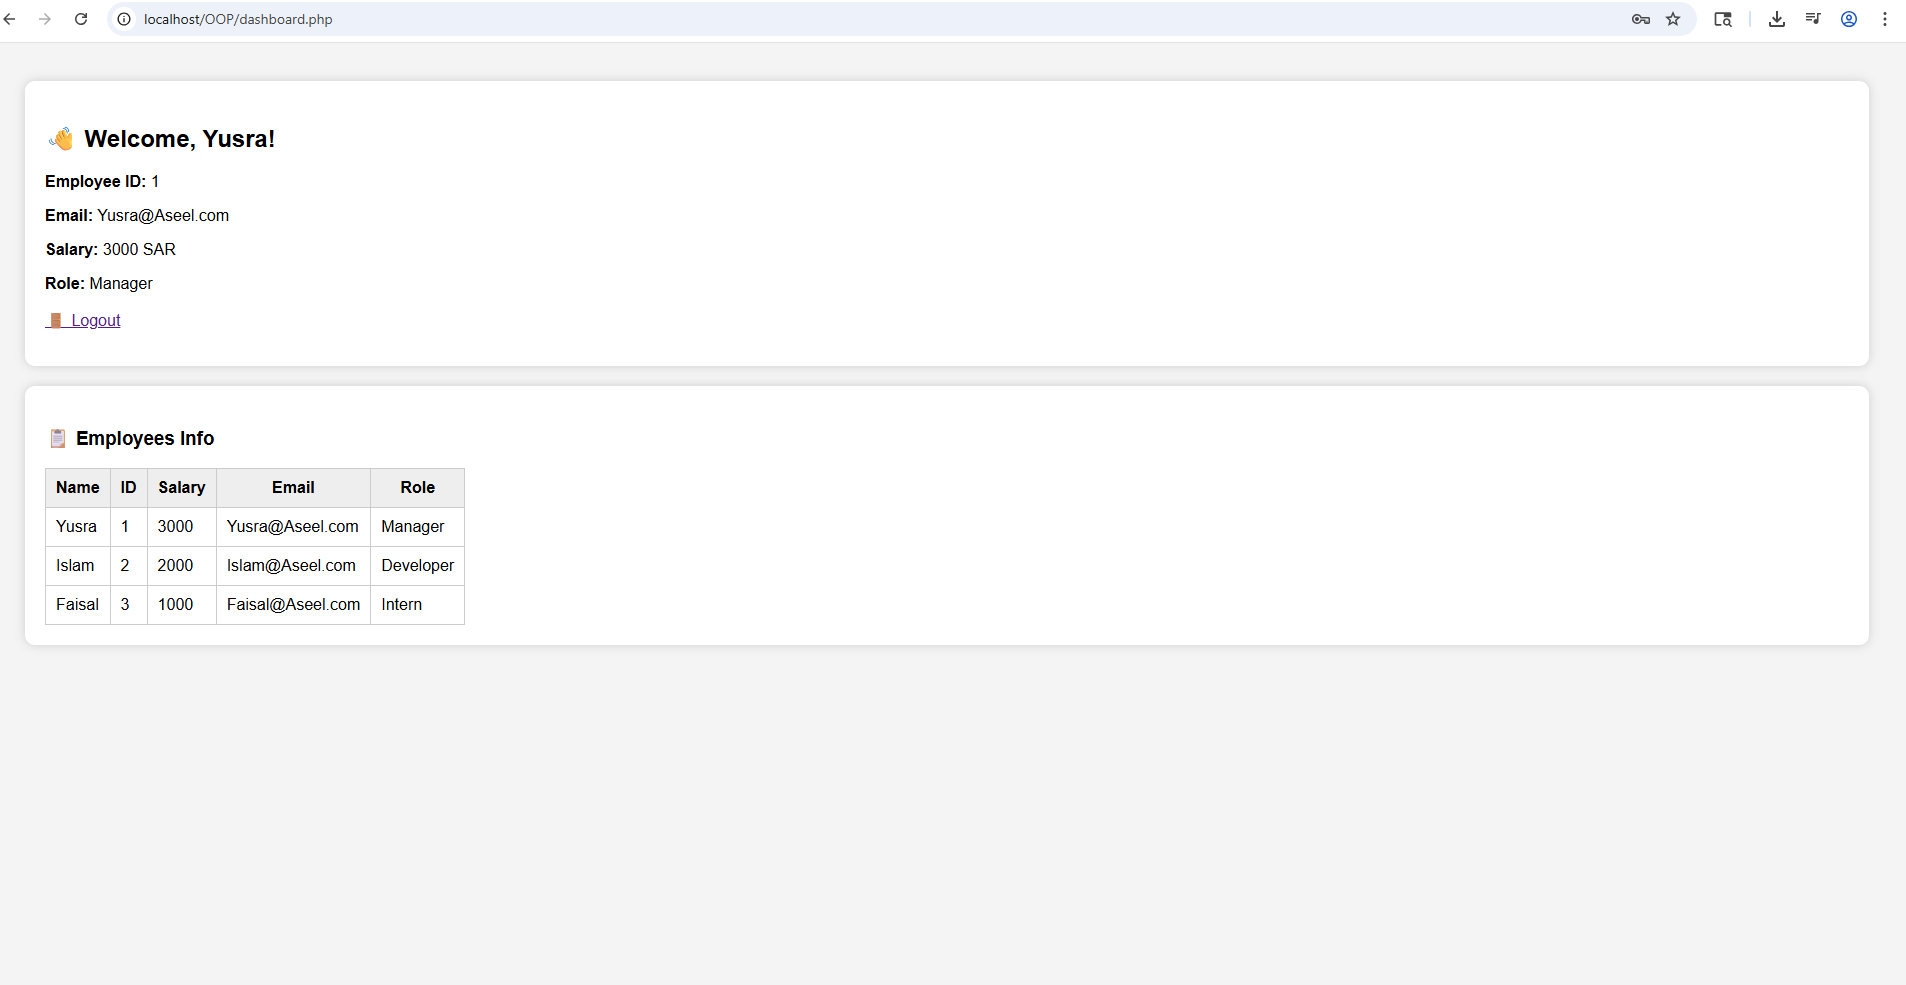 localhost/OOP/dashboard.php
👋 Welcome, Yusra!
Employee ID: 1
Email: Yusra@Aseel.com
Salary: 3000 SAR
Role: Manager
🚪 Logout
📋 Employees Info
Name ID Salary Email Role
Yusra 1 3000 Yusra@Aseel.com Manager
Islam 2 2000 Islam@Aseel.com Developer
Faisal 3 1000 Faisal@Aseel.com Intern